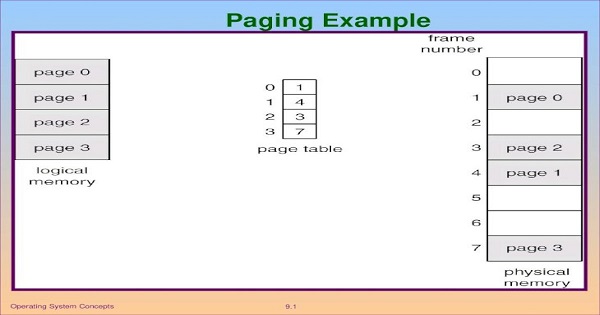 Paging Example
page 0
page 1
page 2
page 3
logical
memory
0 1
1 4
2 3
3 7
page table
frame
number
0
1 page 0
2
3 page 2
4 page 1
5
6
7 page 3
physical
memory
Operating System Concepts 9.1